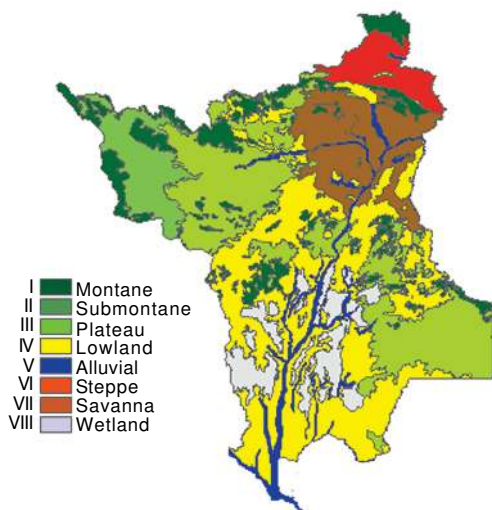 I Montane
II Submontane
III Plateau
IV Lowland
V Alluvial
VI Steppe
VII Savanna
VIII Wetland